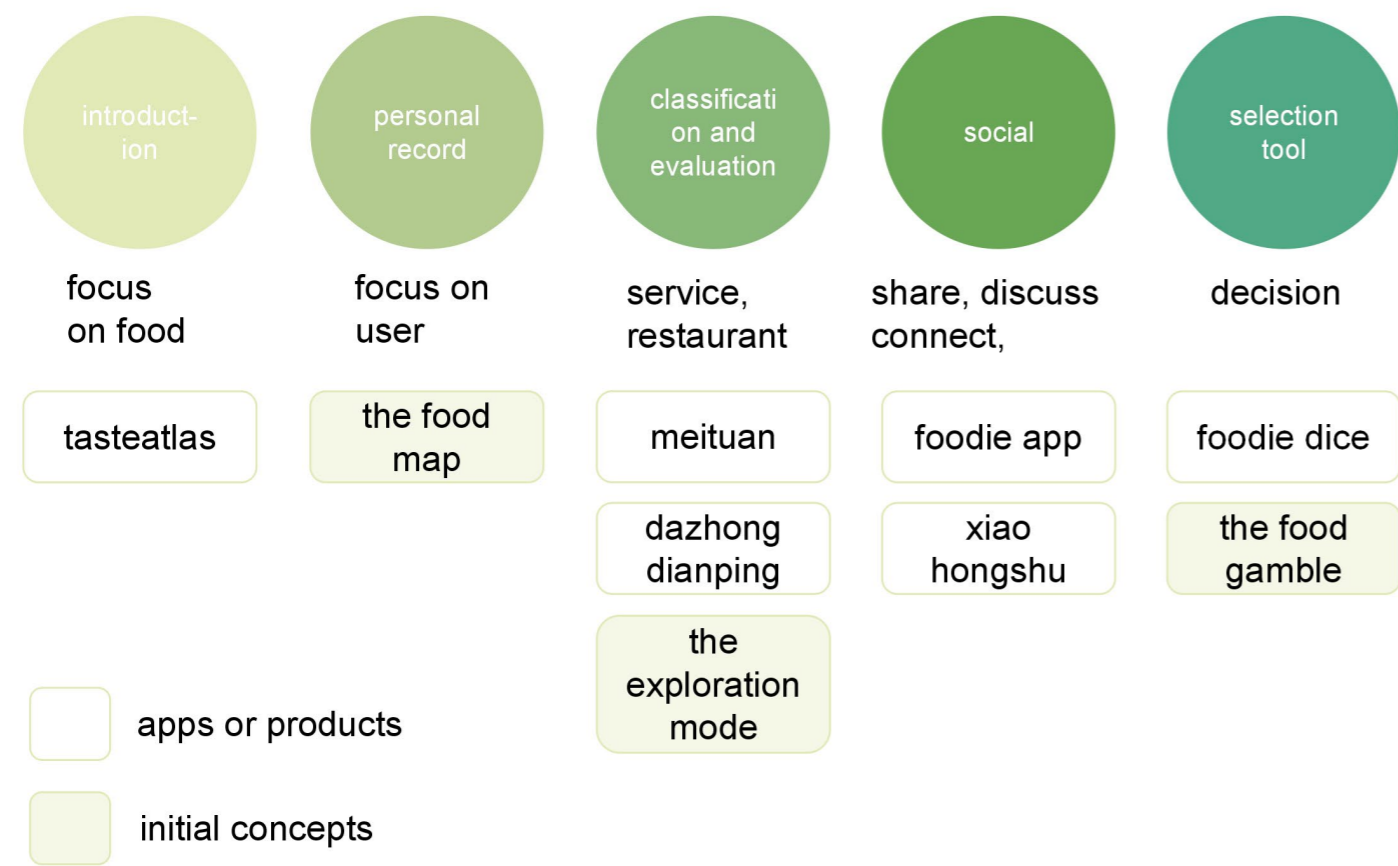 introduct-
ion
personal
record
classificati
on and
evaluation
social
selection
tool
focus
on food
focus on
user
service,
restaurant
share, discuss
connect,
decision
tasteatlas
the food
map
meituan
foodie app
foodie dice
dazhong
dianping
xiao
hongshu
the food
gamble
the
exploration
mode
apps or products
initial concepts